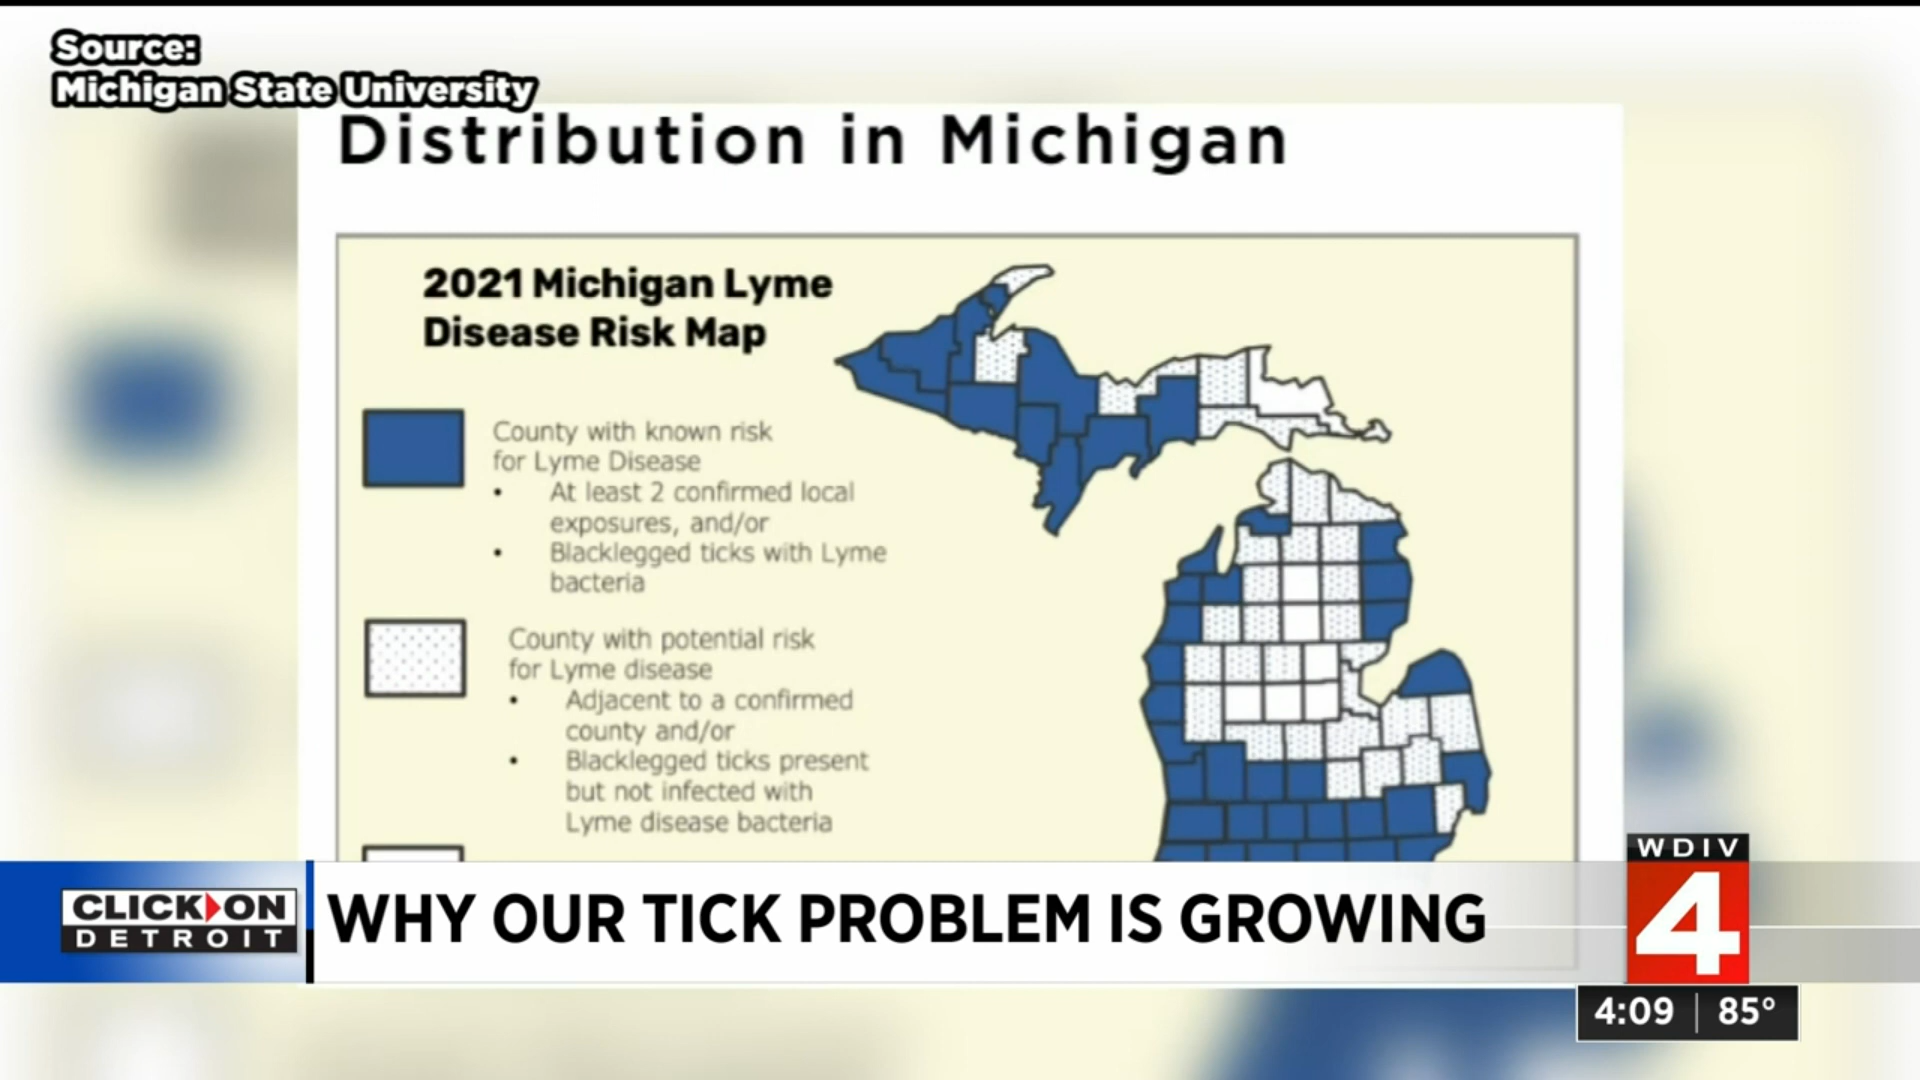 Source:
Michigan State University
Distribution in Michigan
2021 Michigan Lyme
Disease Risk Map
County with known risk
for Lyme Disease
• At least 2 confirmed local
exposures, and/or
• Blacklegged ticks with Lyme
bacteria
County with potential risk
for Lyme disease
• Adjacent to a confirmed
county and/or
• Blacklegged ticks present
but not infected with
Lyme disease bacteria
CLICK ON
DETROIT
WHY OUR TICK PROBLEM IS GROWING
WDIV
4
4:09 85°